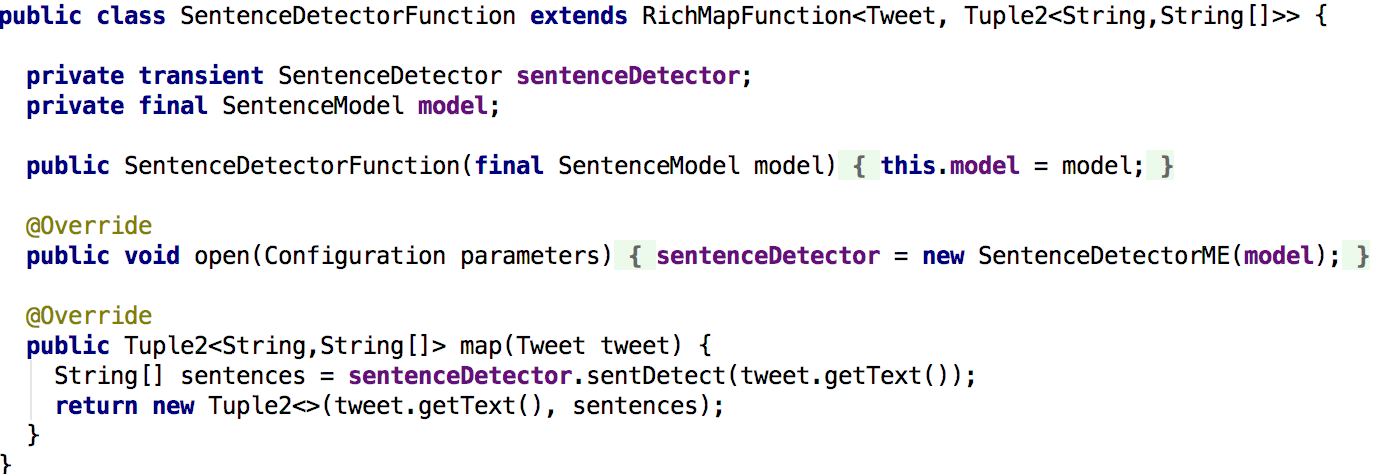 public class SentenceDetectorFunction extends RichMapFunction<Tweet, Tuple2<String,String[]>> {
private transient SentenceDetector sentenceDetector;
private final SentenceModel model;
public SentenceDetectorFunction(final SentenceModel model) { this.model = model; }
@Override
public void open(Configuration parameters) { sentenceDetector = new SentenceDetectorME(model); }
@Override
public Tuple2<String,String[]> map(Tweet tweet) {
String[] sentences = sentenceDetector.sentDetect(tweet.getText());
return new Tuple2<>(tweet.getText(), sentences);
}
}